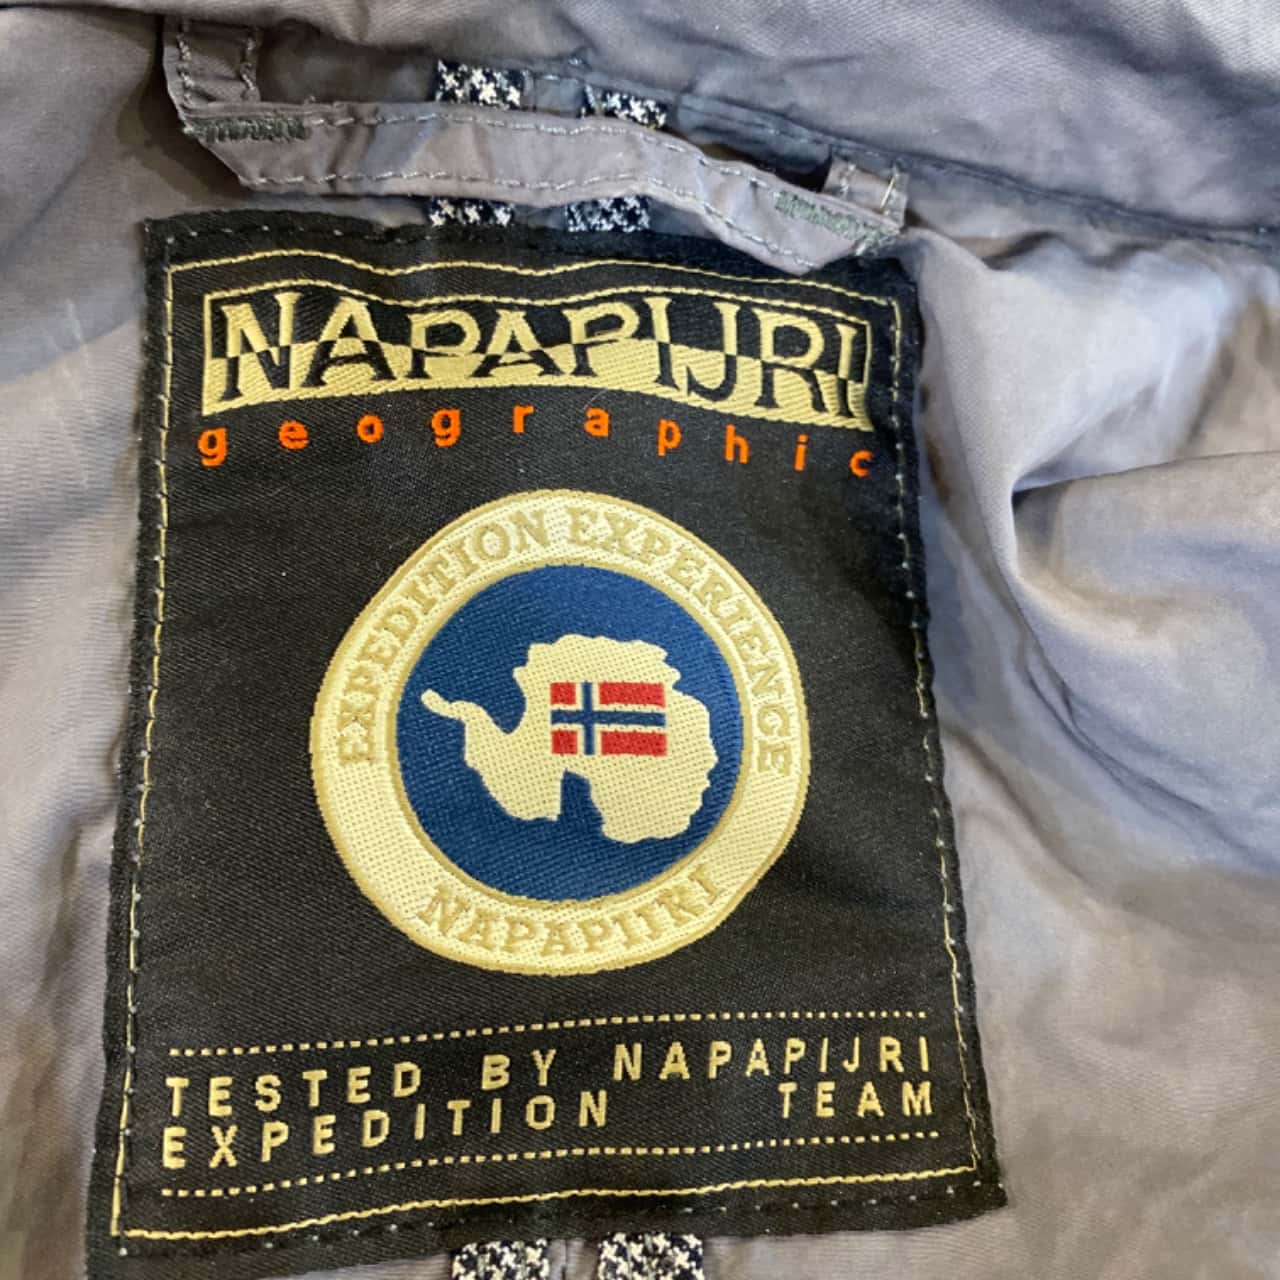 NAPAPIJRI
geographic
EXPEDITION EXPERIENCE
NAPAPIJRI
TESTED BY NAPAPIJRI
EXPEDITION TEAM